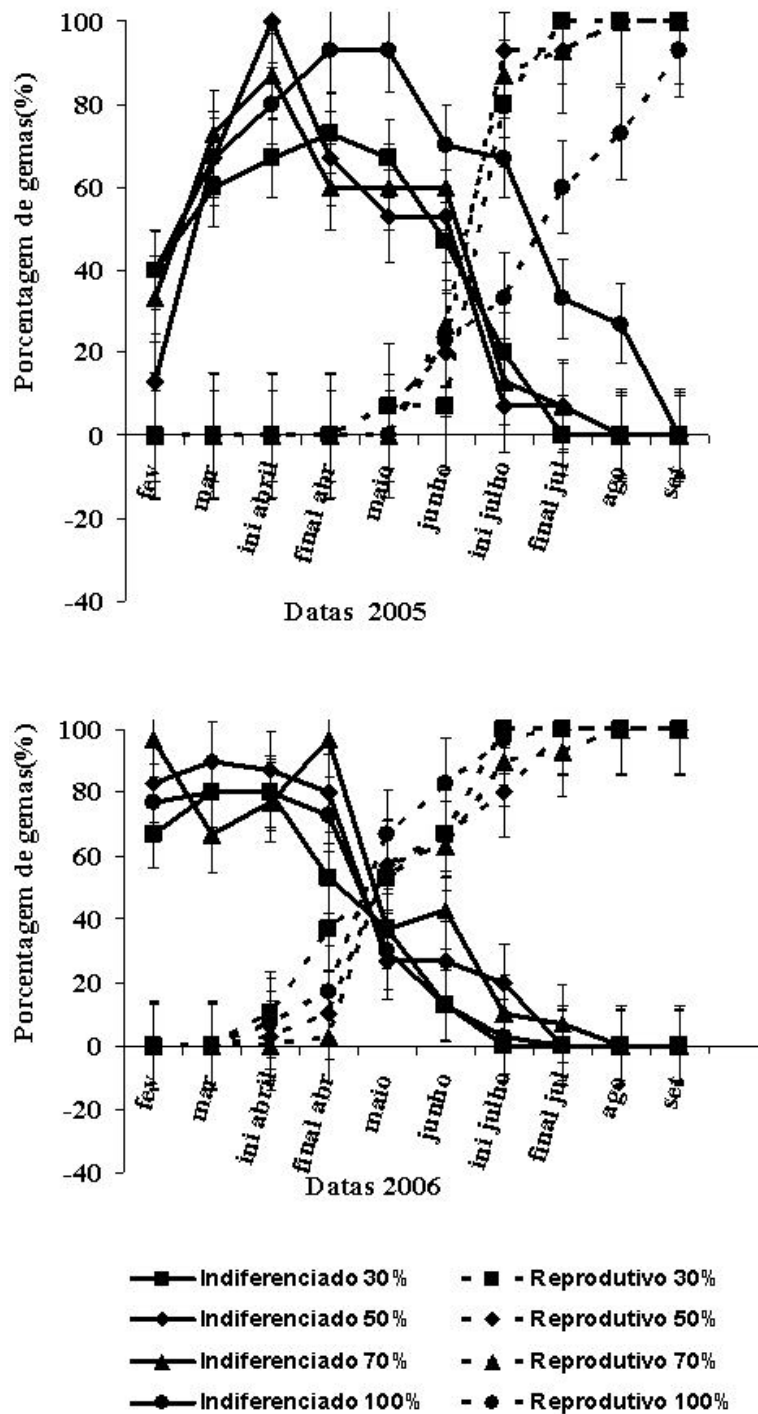 Porcentagem de gemas(%)
100
80
60
40
20
0
-20
-40
fev
mar
ini abril
final abr
maio
junho
ini julho
final jul
ago
set
Datas 2005
Porcentagem de gemas(%)
100
80
60
40
20
0
-20
-40
fev
mar
ini abril
final abr
maio
junho
ini julho
final jul
ago
set
Datas 2006
Indiferenciado 30% Reprodutivo 30%
Indiferenciado 50% Reprodutivo 50%
Indiferenciado 70% Reprodutivo 70%
Indiferenciado 100% Reprodutivo 100%